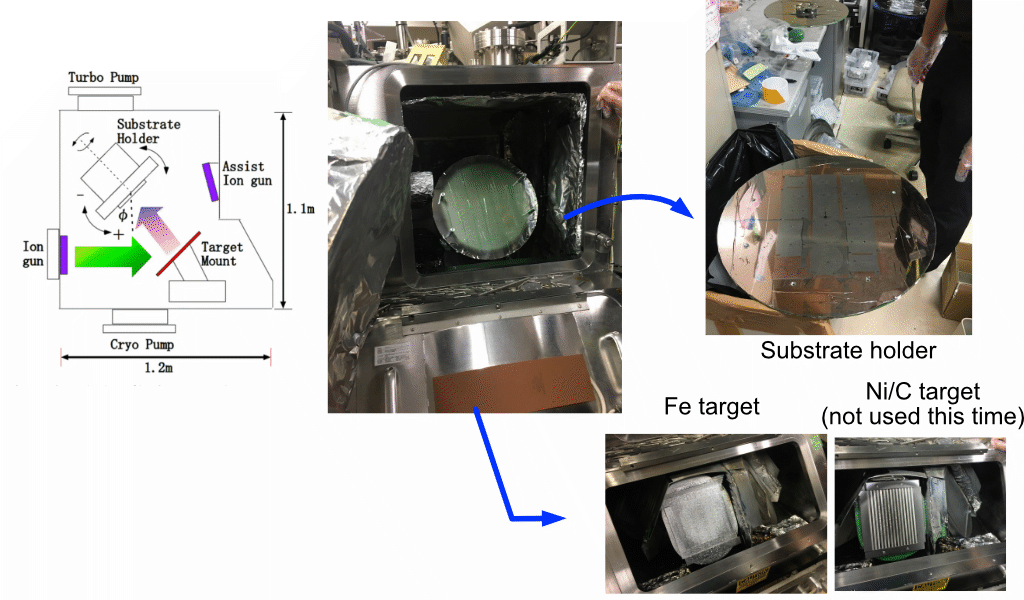 Turbo Pump
Substrate
Holder
Assist
Ion gun
1.1m
-
ϕ
+
Ion
gun
Target
Mount
Cryo Pump
1.2m
Substrate holder
Fe target
Ni/C target
(not used this time)